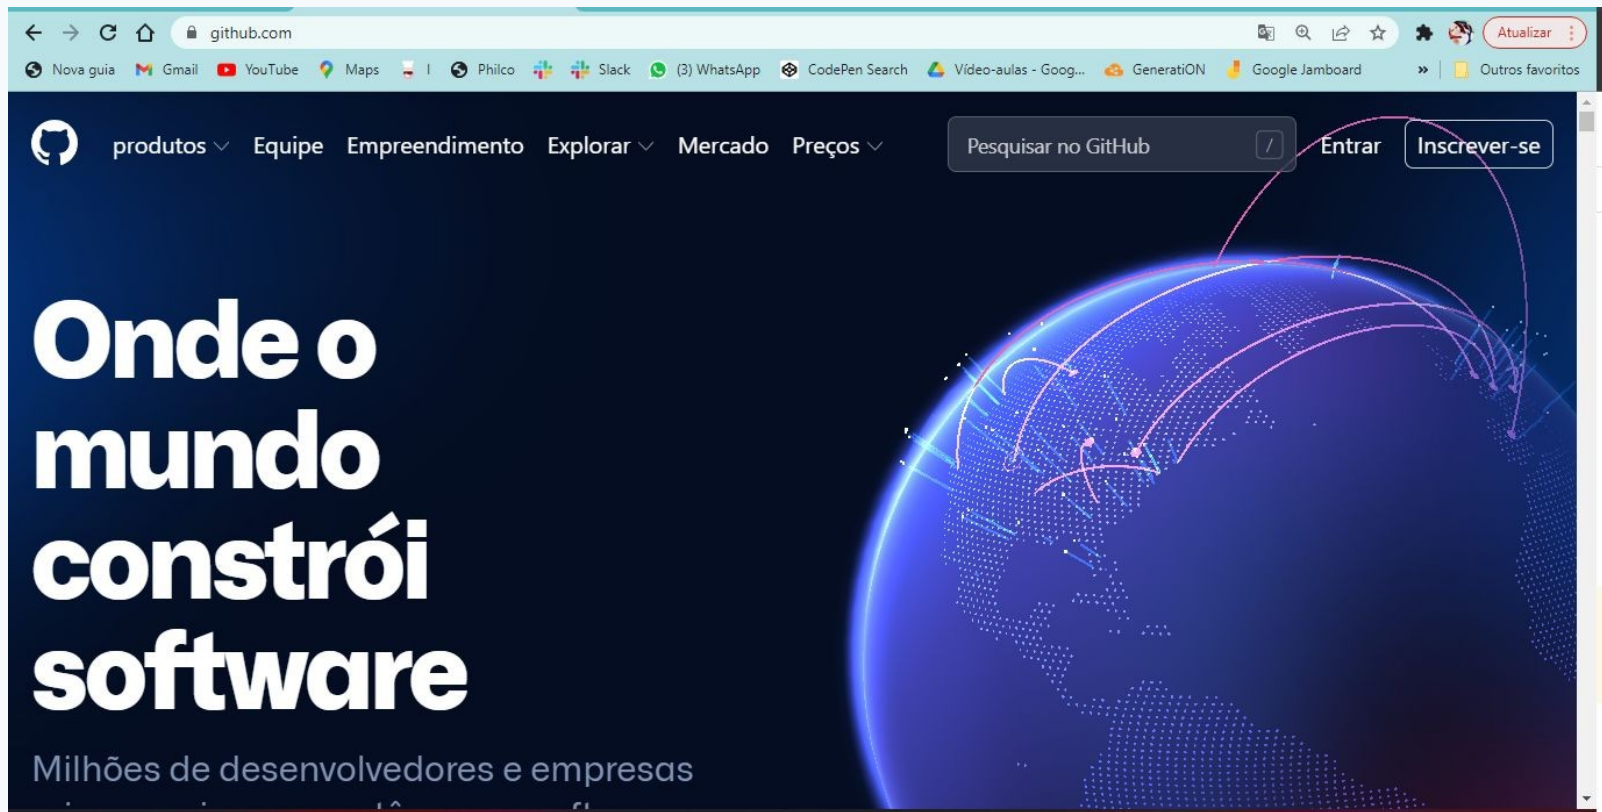 github.com
Atualizar
Nova guia Gmail YouTube Maps I Philco Slack (3) WhatsApp CodePen Search Vídeo-aulas - Goog... GeneratiON Google Jamboard » Outros favoritos
produtos Equipe Empreendimento Explorar Mercado Preços Pesquisar no GitHub / Entrar Inscrever-se
Onde o
mundo
constrói
software
Milhões de desenvolvedores e empresas